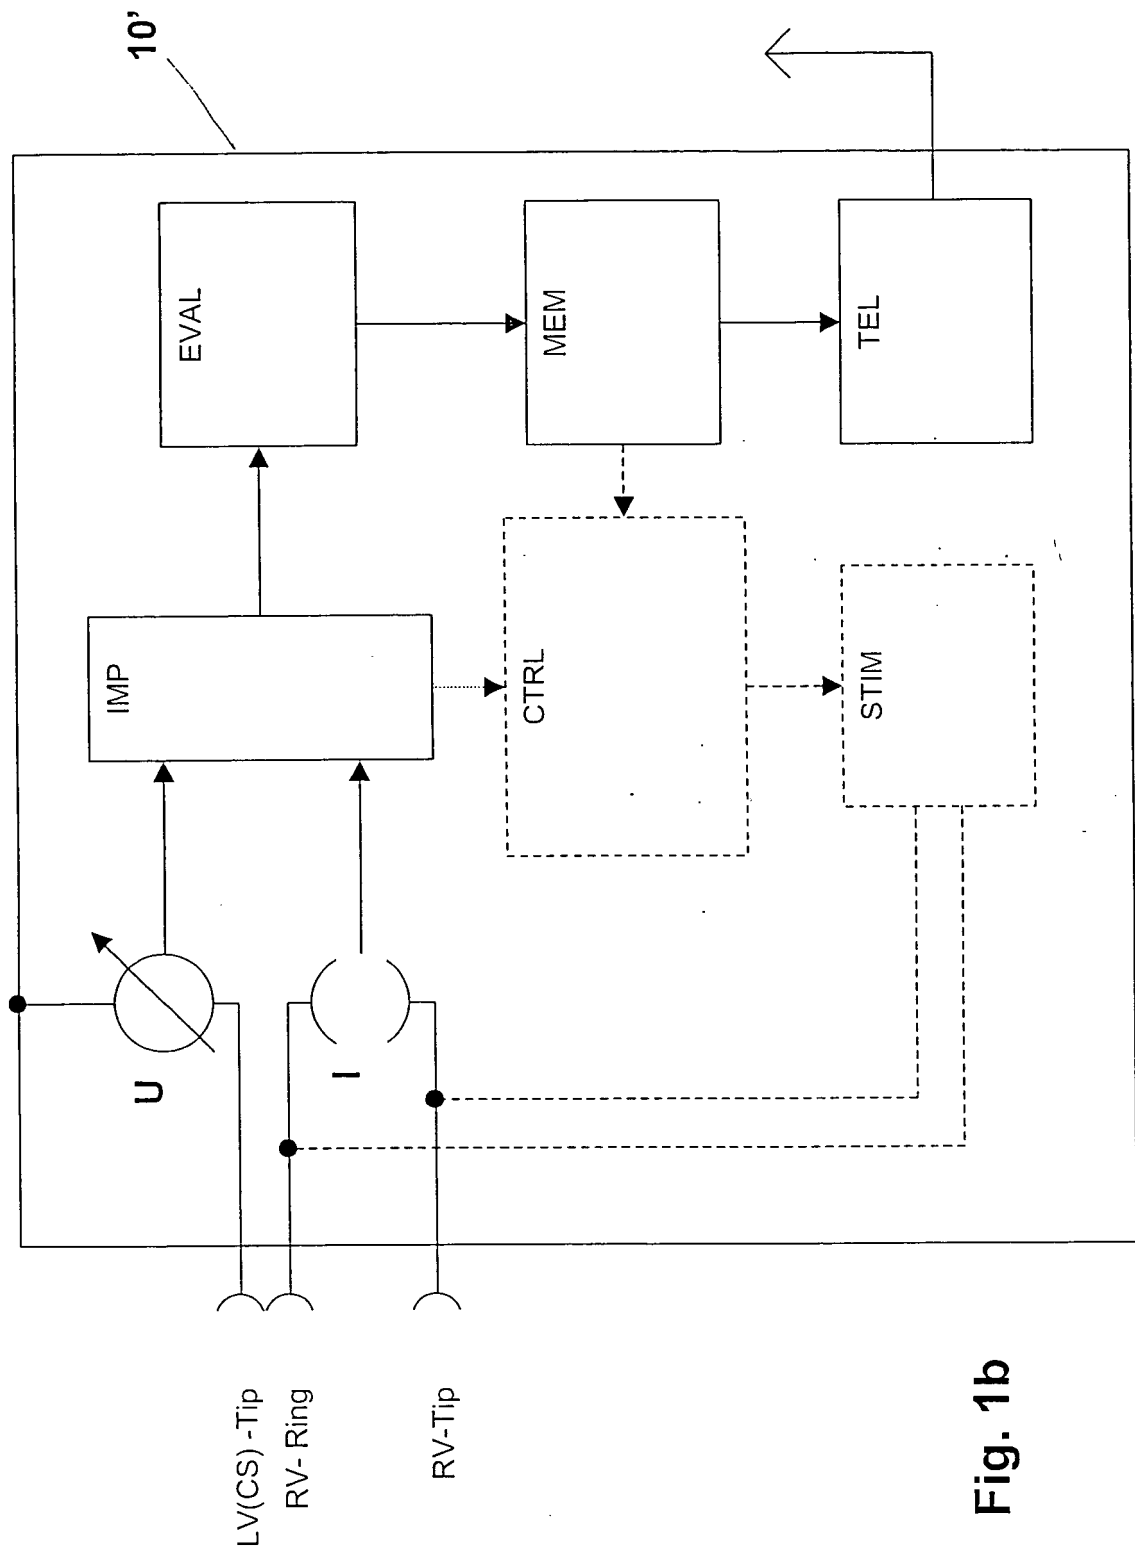 10’
U
IMP
EVAL
LV(CS) -Tip
RV- Ring
I
RV-Tip
CTRL
MEM
STIM
TEL
Fig. 1b